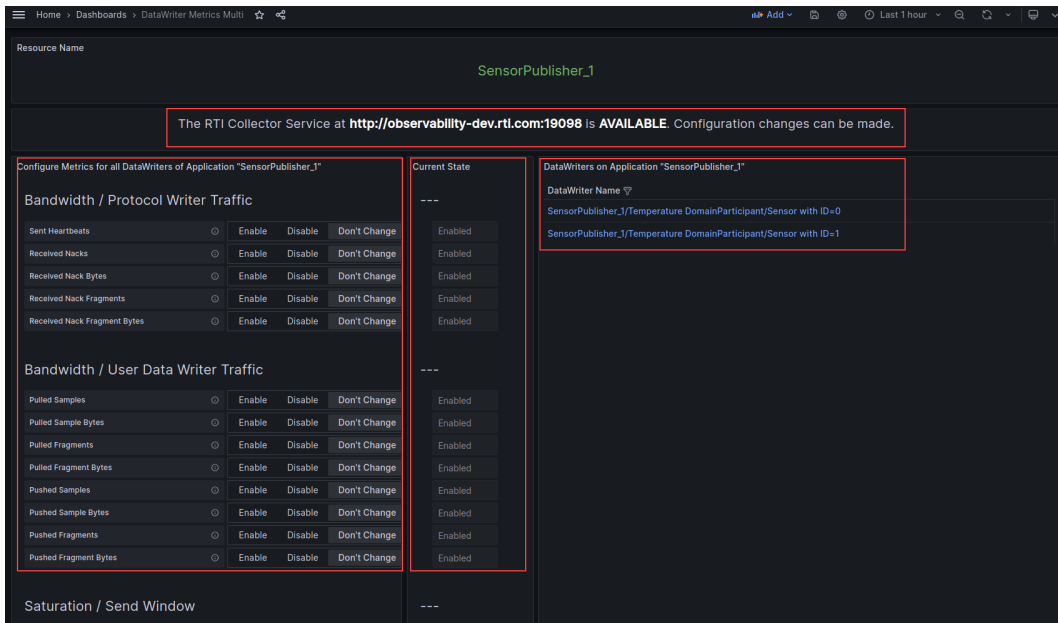 Home › Dashboards › DataWriter Metrics Multi
Add
Last 1 hour
Resource Name
SensorPublisher_1
The RTI Collector Service at http://observability-dev.rti.com:19098 is AVAILABLE. Configuration changes can be made.
Configure Metrics for all DataWriters of Application "SensorPublisher_1"
Current State
DataWriters on Application "SensorPublisher_1"
DataWriter Name
SensorPublisher_1/Temperature DomainParticipant/Sensor with ID=0
SensorPublisher_1/Temperature DomainParticipant/Sensor with ID=1
Bandwidth / Protocol Writer Traffic ---
Sent Heartbeats Enable Disable Don't Change Enabled
Received Nacks Enable Disable Don't Change Enabled
Received Nack Bytes Enable Disable Don't Change Enabled
Received Nack Fragments Enable Disable Don't Change Enabled
Received Nack Fragment Bytes Enable Disable Don't Change Enabled
Bandwidth / User Data Writer Traffic ---
Pulled Samples Enable Disable Don't Change Enabled
Pulled Sample Bytes Enable Disable Don't Change Enabled
Pulled Fragments Enable Disable Don't Change Enabled
Pulled Fragment Bytes Enable Disable Don't Change Enabled
Pushed Samples Enable Disable Don't Change Enabled
Pushed Sample Bytes Enable Disable Don't Change Enabled
Pushed Fragments Enable Disable Don't Change Enabled
Pushed Fragment Bytes Enable Disable Don't Change Enabled
Saturation / Send Window ---